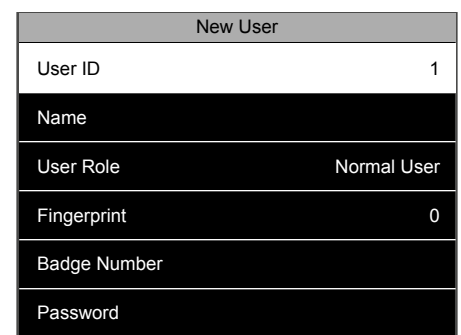 New User
User ID 1
Name
User Role Normal User
Fingerprint 0
Badge Number
Password